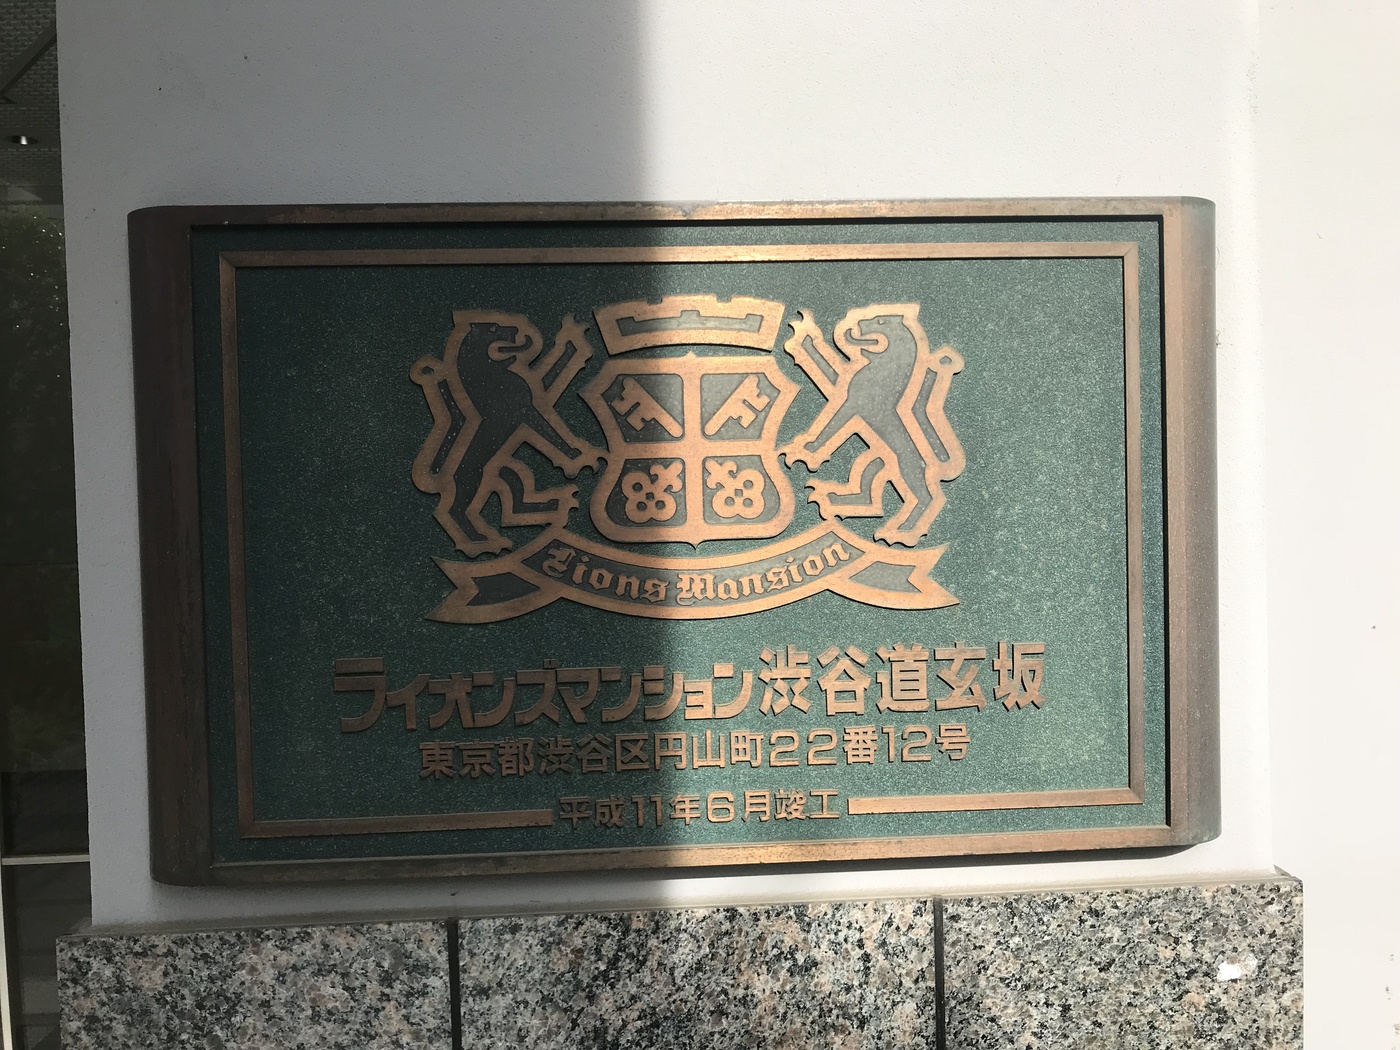 Lions Mansion
ライオンズマンション渋谷道玄坂
東京都渋谷区円山町22番12号
平成11年6月竣工